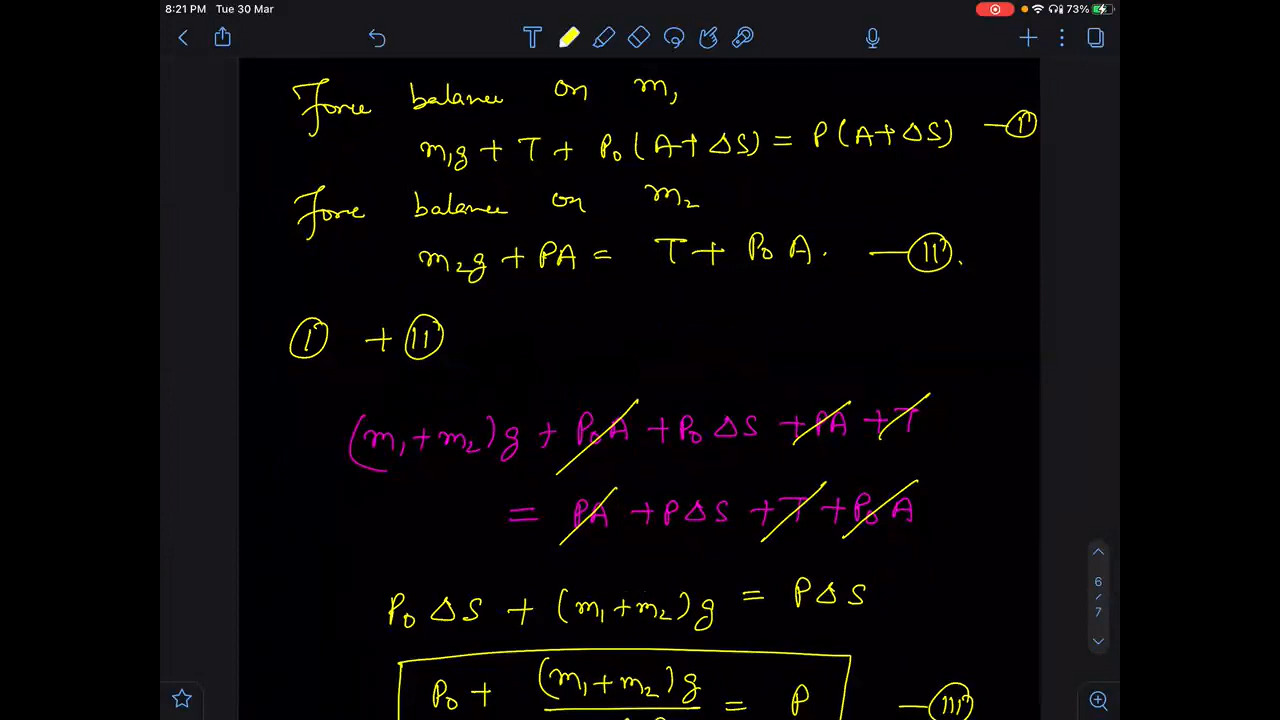 8:21 PM Tue 30 Mar 73%
Force balance on m₁
m₁g + T + P₀(A+ΔS) = P(A+ΔS) —(I)
Force balance on m₂
m₂g + PA = T + P₀A. —(II).
(I) + (II)
(m₁+m₂)g + P₀A + P₀ΔS + PA + T
= PA + PΔS + T + P₀A
P₀ΔS + (m₁+m₂)g = PΔS
P₀ + (m₁+m₂)g = P —(III)
6
/
7